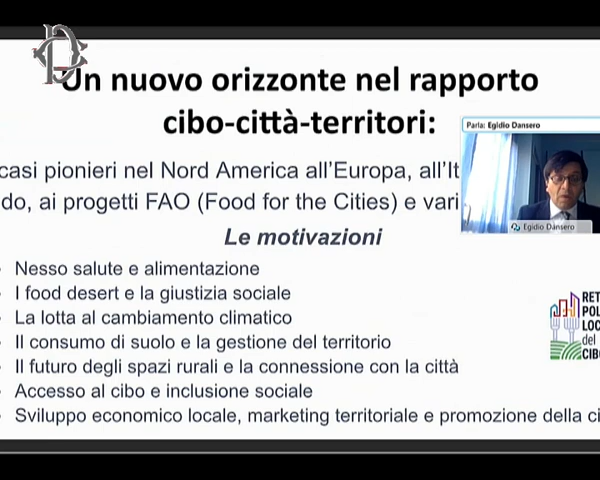 Un nuovo orizzonte nel rapporto
cibo-città-territori:
Parla: Egidio Dansero
casi pionieri nel Nord America all'Europa, all'It
do, ai progetti FAO (Food for the Cities) e vari
Egidio Dansero
Le motivazioni
Nesso salute e alimentazione
I food desert e la giustizia sociale
La lotta al cambiamento climatico
Il consumo di suolo e la gestione del territorio
Il futuro degli spazi rurali e la connessione con la città
Accesso al cibo e inclusione sociale
Sviluppo economico locale, marketing territoriale e promozione della ci
RET
POL
LOC
del
CIBO